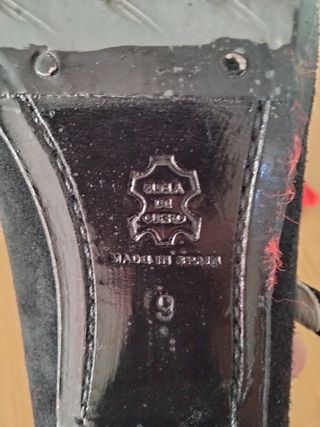 SUELA
DE
CUERO
MADE IN SPAIN
9